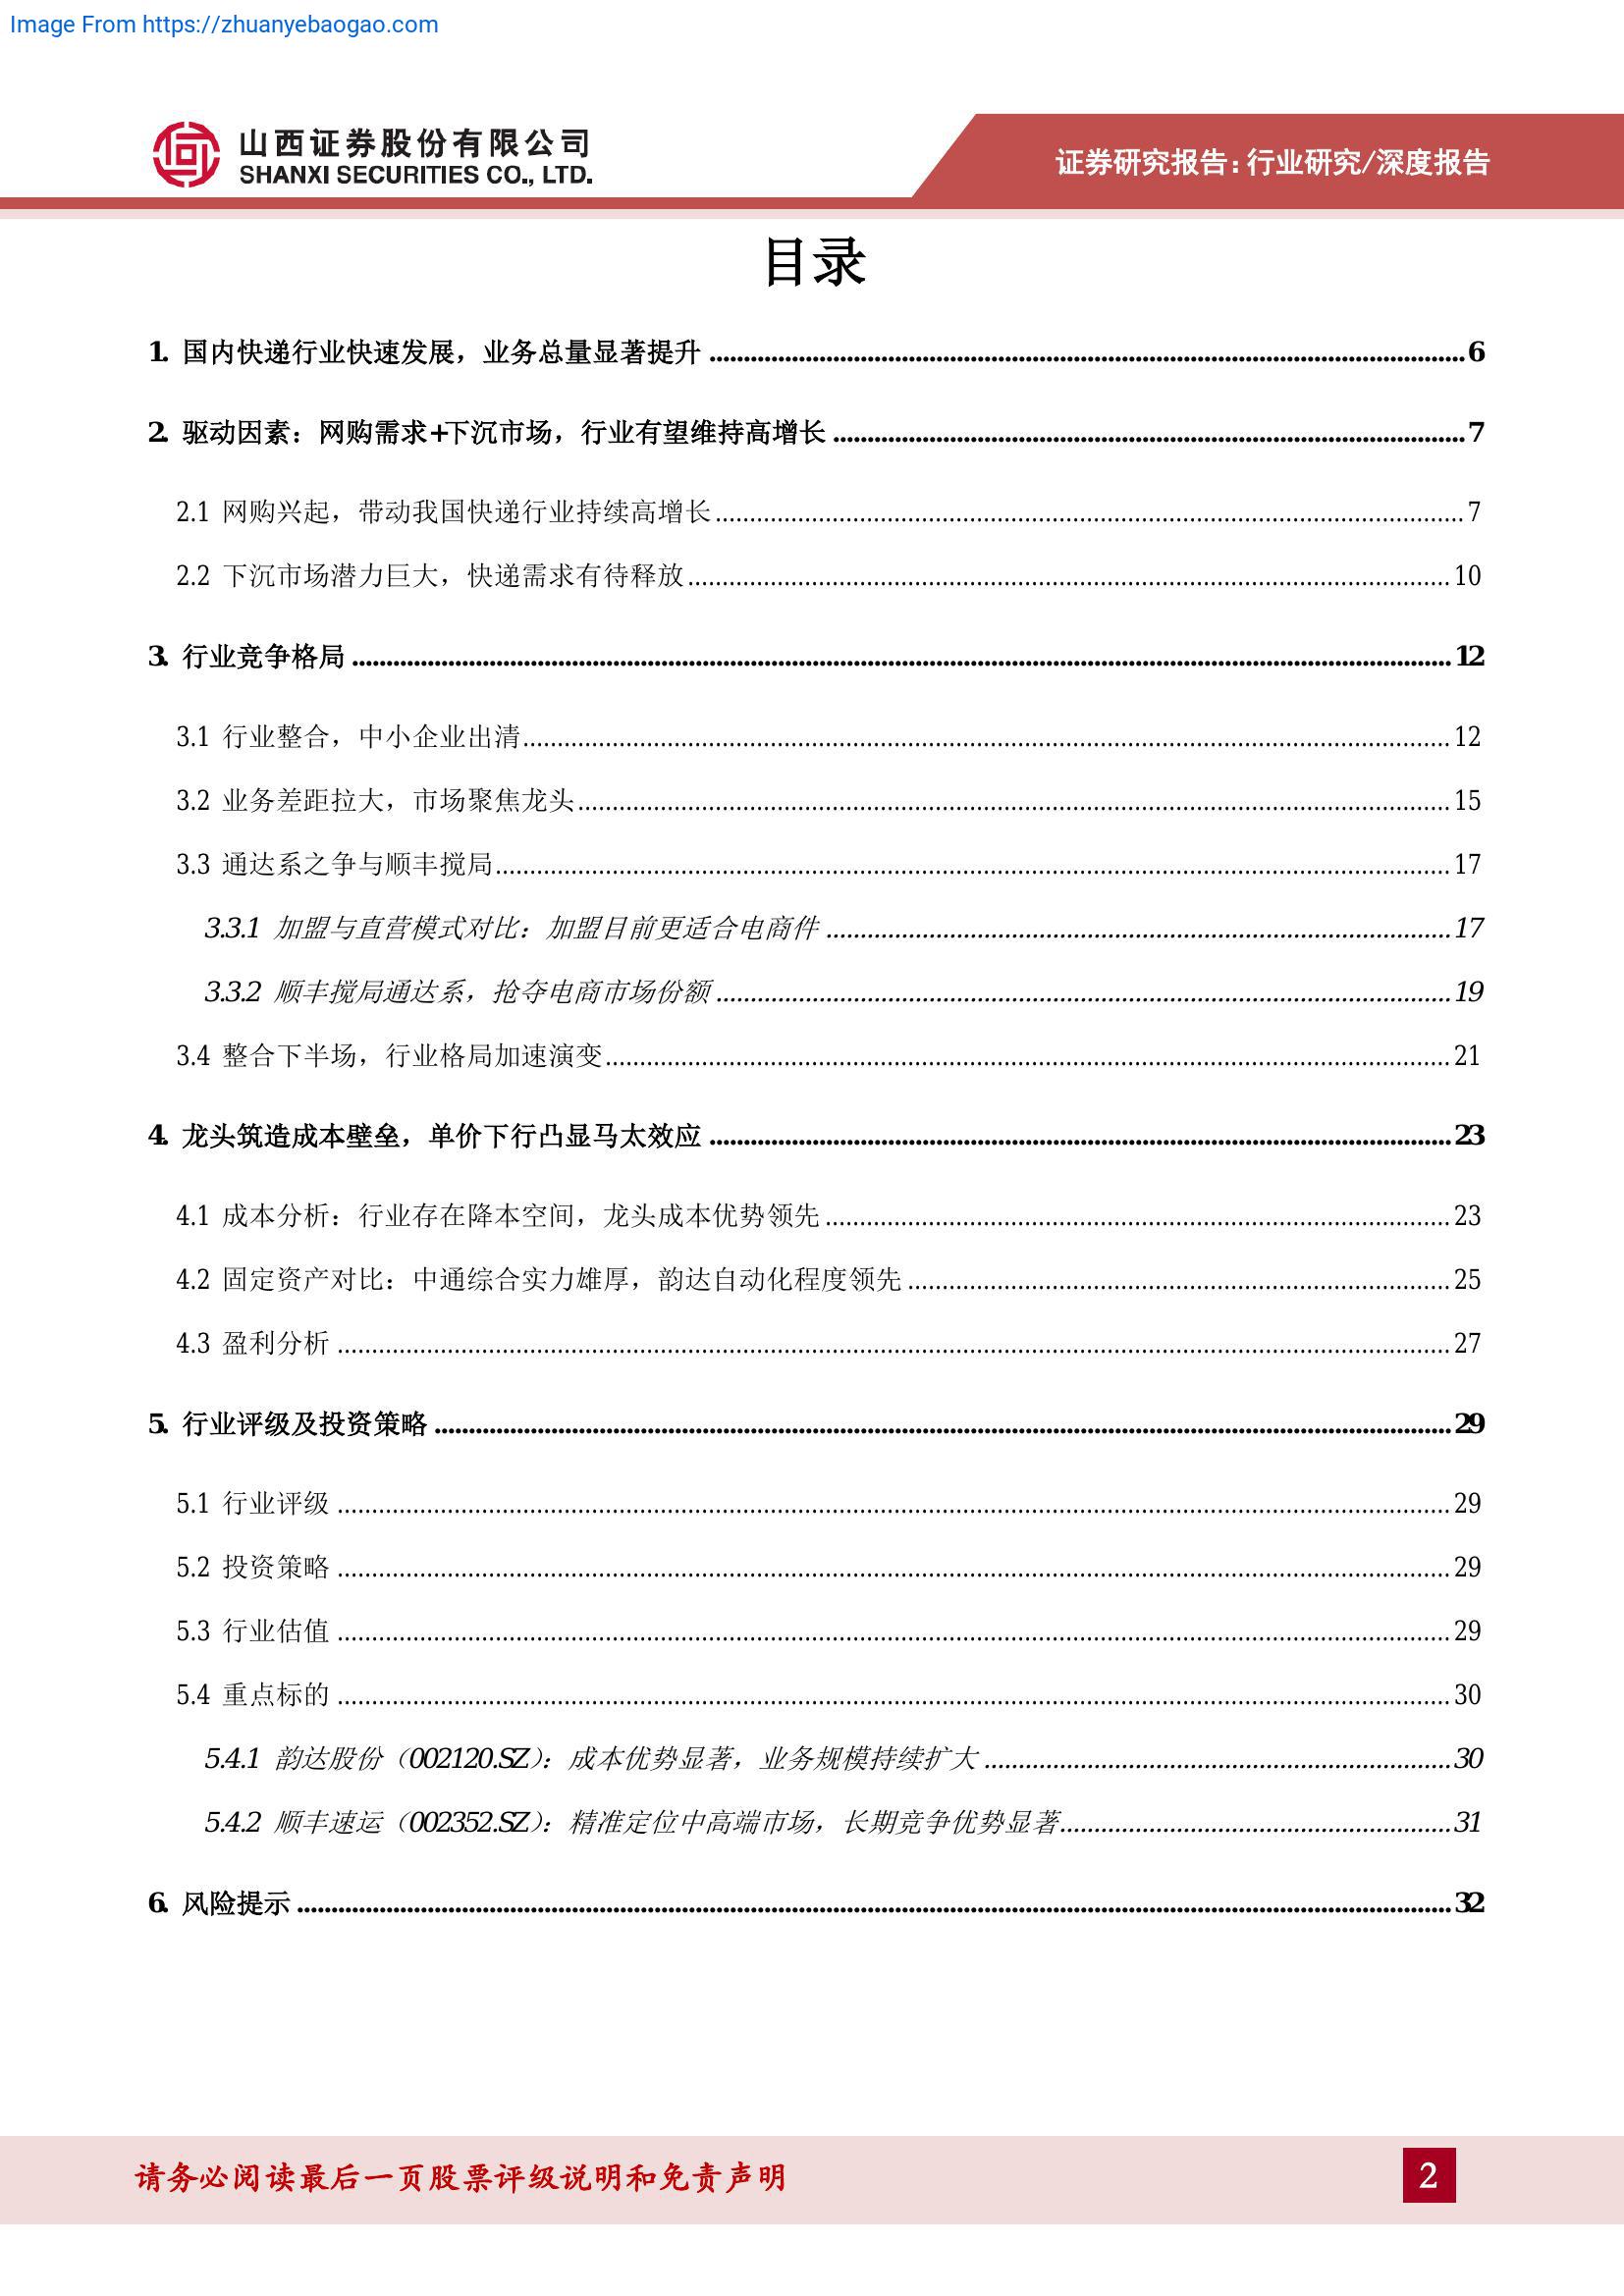 Image From https://zhuanyebaogao.com
山西证券股份有限公司
SHANXI SECURITIES CO., LTD.
证券研究报告：行业研究/深度报告
目录
1. 国内快递行业快速发展，业务总量显著提升 6
2. 驱动因素：网购需求+下沉市场，行业有望维持高增长 7
2.1 网购兴起，带动我国快递行业持续高增长 7
2.2 下沉市场潜力巨大，快递需求有待释放 10
3. 行业竞争格局 12
3.1 行业整合，中小企业出清 12
3.2 业务差距拉大，市场聚焦龙头 15
3.3 通达系之争与顺丰搅局 17
3.3.1 加盟与直营模式对比：加盟目前更适合电商件 17
3.3.2 顺丰搅局通达系，抢夺电商市场份额 19
3.4 整合下半场，行业格局加速演变 21
4. 龙头筑造成本壁垒，单价下行凸显马太效应 23
4.1 成本分析：行业存在降本空间，龙头成本优势领先 23
4.2 固定资产对比：中通综合实力雄厚，韵达自动化程度领先 25
4.3 盈利分析 27
5. 行业评级及投资策略 29
5.1 行业评级 29
5.2 投资策略 29
5.3 行业估值 29
5.4 重点标的 30
5.4.1 韵达股份（002120.SZ）：成本优势显著，业务规模持续扩大 30
5.4.2 顺丰速运（002352.SZ）：精准定位中高端市场，长期竞争优势显著 31
6. 风险提示 32
请务必阅读最后一页股票评级说明和免责声明
2